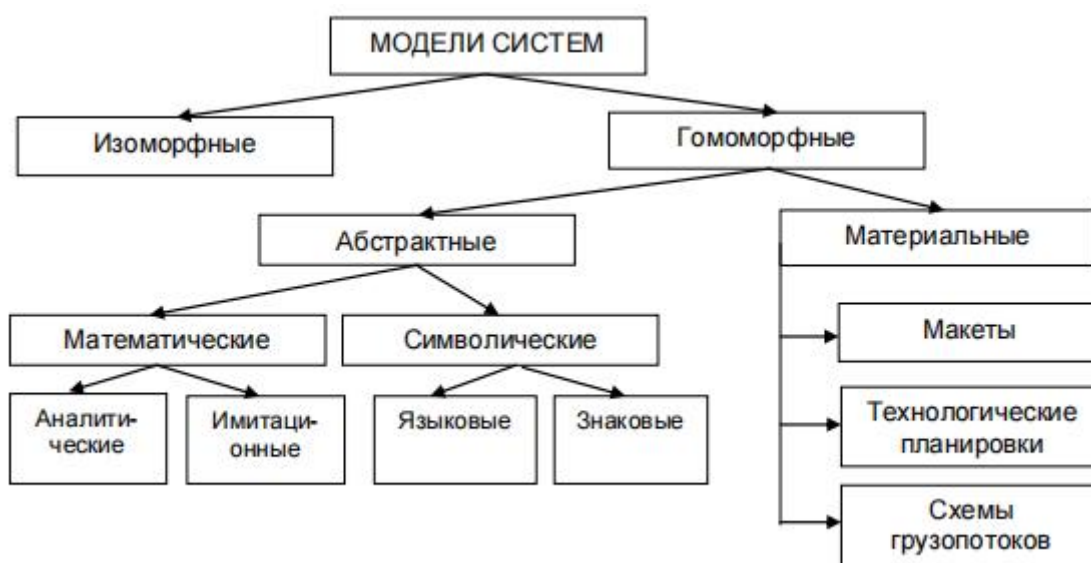 МОДЕЛИ СИСТЕМ
Изоморфные
Гомоморфные
Абстрактные
Материальные
Математические
Символические
Макеты
Аналити-
ческие
Имитаци-
онные
Языковые
Знаковые
Технологические
планировки
Схемы
грузопотоков